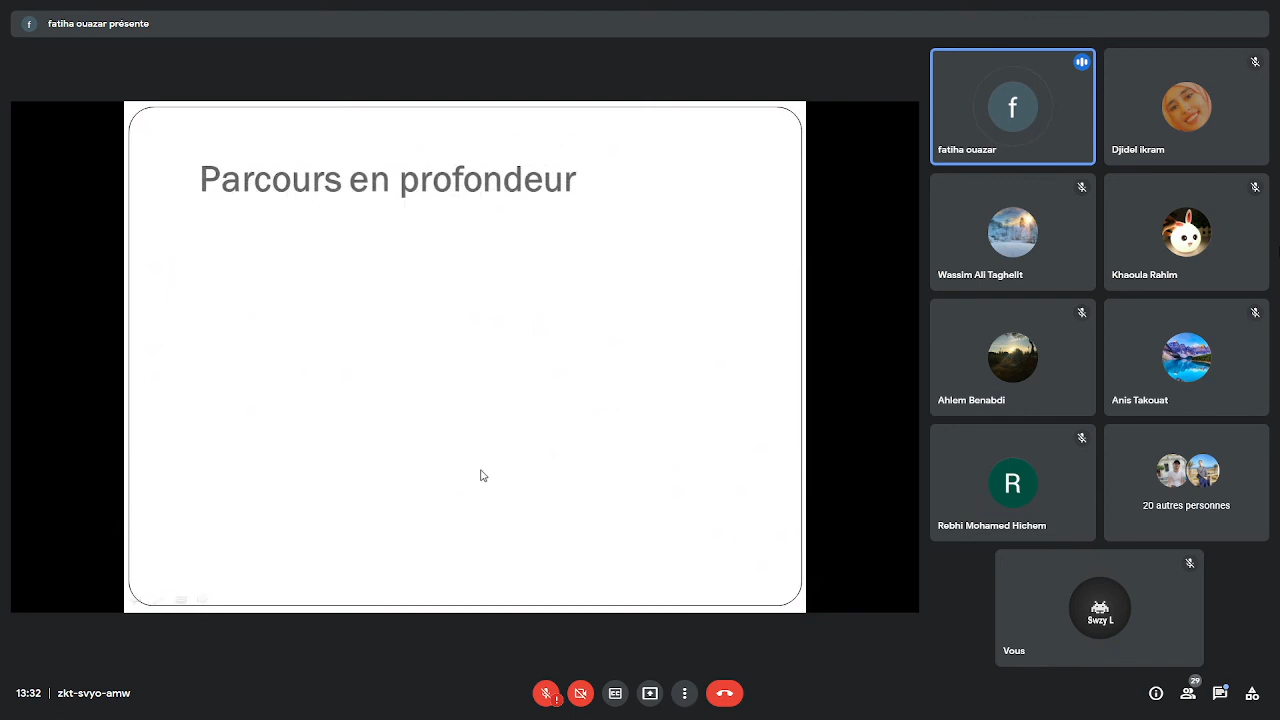 f
fatiha ouazar présente
Parcours en profondeur
f
fatiha ouazar
Djidel ikram
Wassim Ali Taghelit
Khaoula Rahim
Ahlem Benabdi
Anis Takouat
R
Rebhi Mohamed Hichem
20 autres personnes
Swzy L
Vous
13:32 | zkt-svyo-amw
29